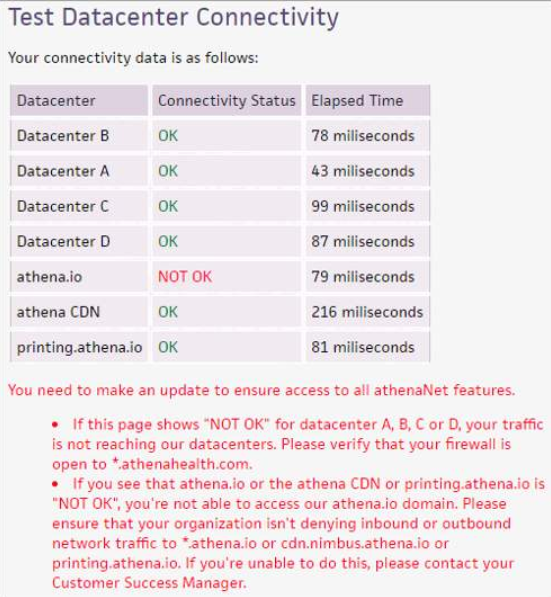 Test Datacenter Connectivity
Your connectivity data is as follows:
Datacenter Connectivity Status Elapsed Time
Datacenter B OK 78 miliseconds
Datacenter A OK 43 miliseconds
Datacenter C OK 99 miliseconds
Datacenter D OK 87 miliseconds
athena.io NOT OK 79 miliseconds
athena CDN OK 216 miliseconds
printing.athena.io OK 81 miliseconds
You need to make an update to ensure access to all athenaNet features.
• If this page shows "NOT OK" for datacenter A, B, C or D, your traffic
is not reaching our datacenters. Please verify that your firewall is
open to *.athenahealth.com.
• If you see that athena.io or the athena CDN or printing.athena.io is
"NOT OK", you're not able to access our athena.io domain. Please
ensure that your organization isn't denying inbound or outbound
network traffic to *.athena.io or cdn.nimbus.athena.io or
printing.athena.io. If you're unable to do this, please contact your
Customer Success Manager.